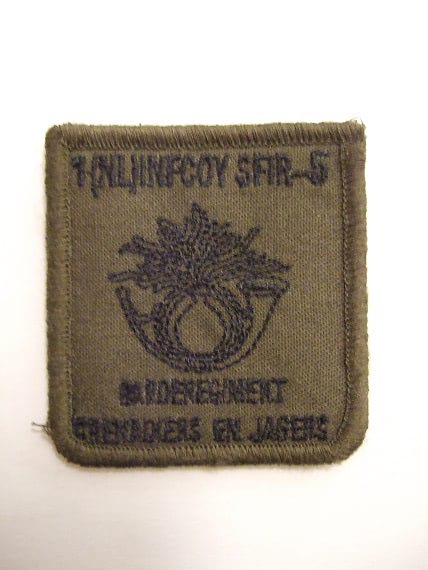 1(NL)INFCOY SFIR-5
GARDEREGIMENT
GRENADIERS EN JAGERS